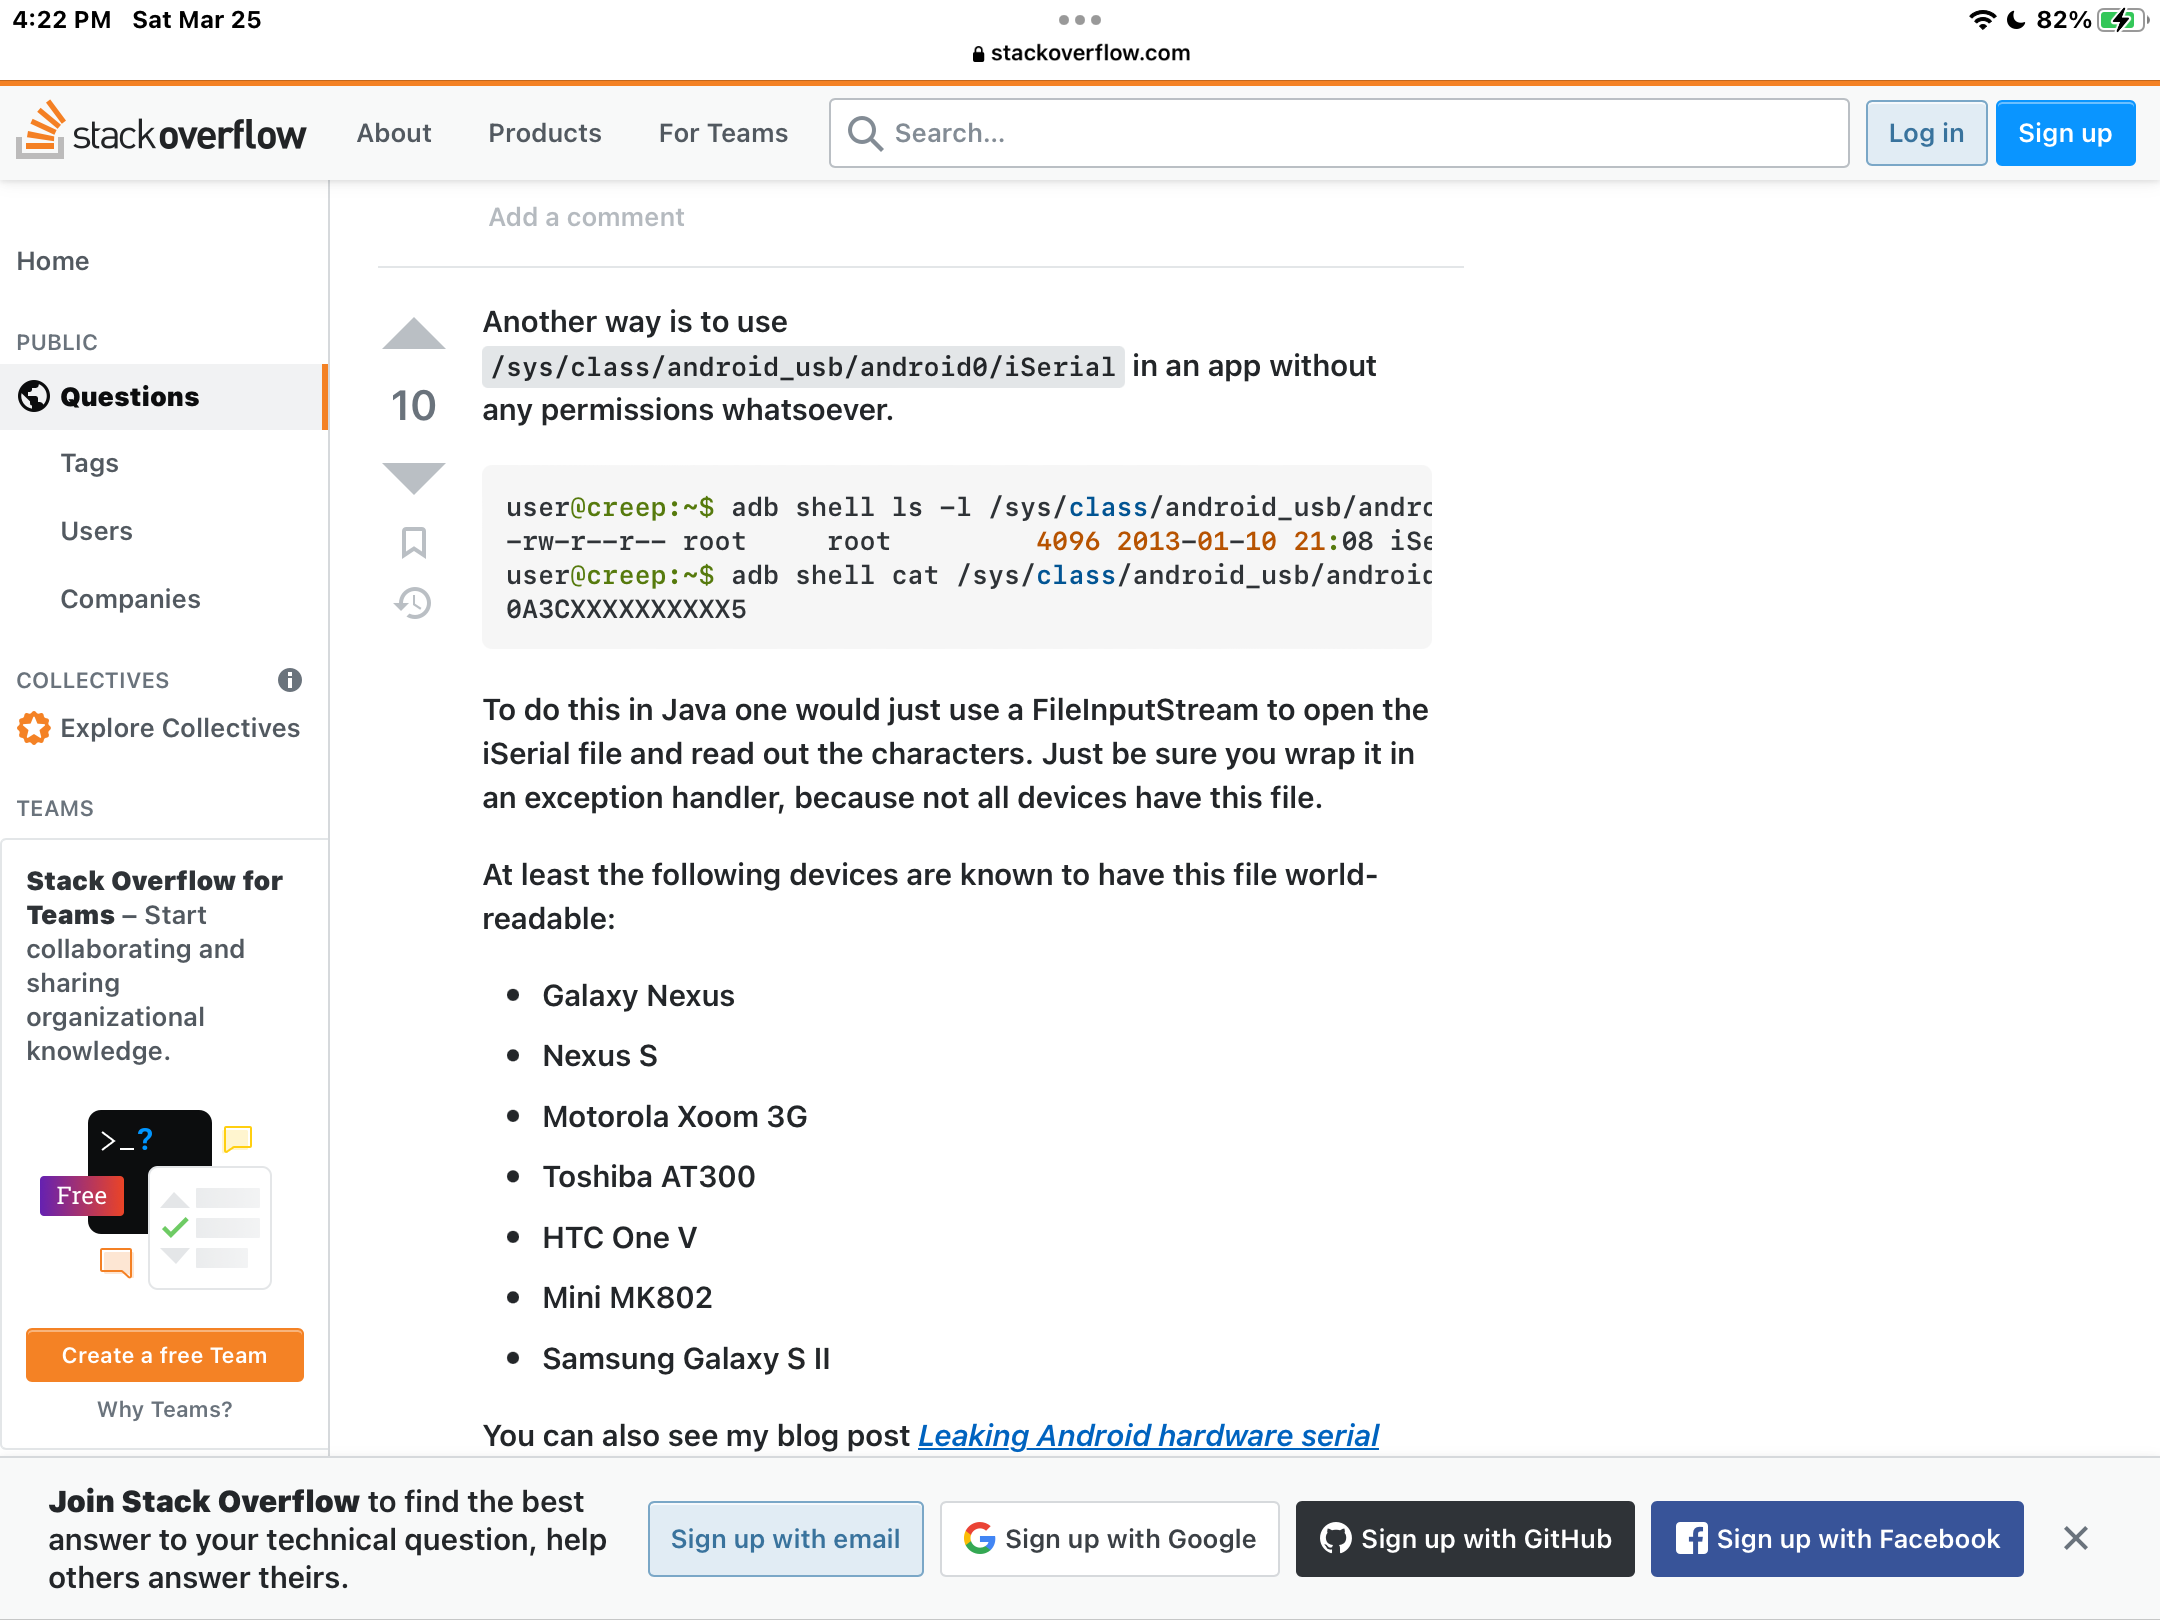 4:22 PM Sat Mar 25
82%
stackoverflow.com
stackoverflow
About
Products
For Teams
Search...
Log in
Sign up
Home
PUBLIC
Questions
Tags
Users
Companies
COLLECTIVES
Explore Collectives
TEAMS
Stack Overflow for
Teams – Start
collaborating and
sharing
organizational
knowledge.
>_?
Free
Create a free Team
Why Teams?
Add a comment
10
Another way is to use
/sys/class/android_usb/android0/iSerial in an app without
any permissions whatsoever.
user@creep:~$ adb shell ls -l /sys/class/android_usb/andro
-rw-r--r-- root     root         4096 2013-01-10 21:08 iSe
user@creep:~$ adb shell cat /sys/class/android_usb/android
0A3CXXXXXXXXXX5
To do this in Java one would just use a FileInputStream to open the
iSerial file and read out the characters. Just be sure you wrap it in
an exception handler, because not all devices have this file.
At least the following devices are known to have this file world-
readable:
• Galaxy Nexus
• Nexus S
• Motorola Xoom 3G
• Toshiba AT300
• HTC One V
• Mini MK802
• Samsung Galaxy S II
You can also see my blog post Leaking Android hardware serial
Join Stack Overflow to find the best
answer to your technical question, help
others answer theirs.
Sign up with email
Sign up with Google
Sign up with GitHub
Sign up with Facebook